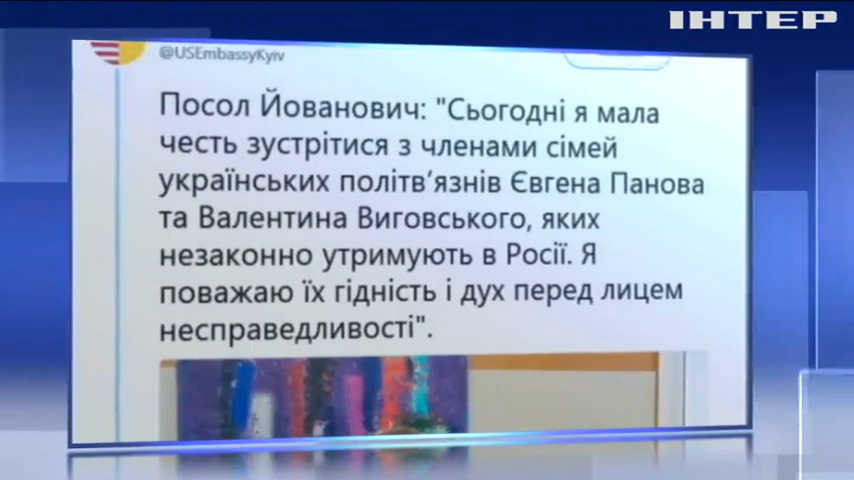 ІНТЕР
@USEmbassyKyiv
Посол Йованович: "Сьогодні я мала
честь зустрітися з членами сімей
українських політв’язнів Євгена Панова
та Валентина Виговського, яких
незаконно утримують в Росії. Я
поважаю їх гідність і дух перед лицем
несправедливості".